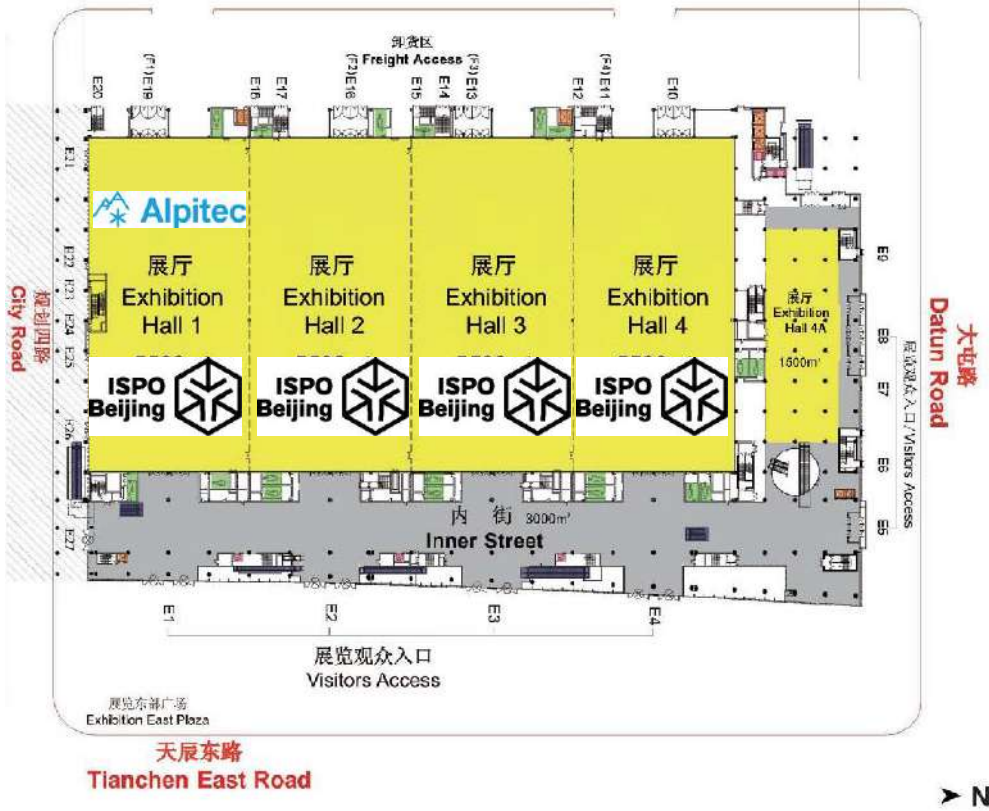 卸货区
Freight Access
E20
(F1) E19
E18
E17
(F2) E16
E15
E14
(F3) E13
E12
(F4) E11
E10
E21
E22
E23
E24
E25
E26
E27
规划四路
City Road
Alpitec
展厅
Exhibition
Hall 1
展厅
Exhibition
Hall 2
展厅
Exhibition
Hall 3
展厅
Exhibition
Hall 4
展厅
Exhibition
Hall 4A
1500m²
ISPO
Beijing
ISPO
Beijing
ISPO
Beijing
ISPO
Beijing
E9
E8
E7
E6
E5
展览观众入口/Visitors Access
大屯路
Datun Road
内 街 3000m²
Inner Street
E1
E2
E3
E4
展览观众入口
Visitors Access
展览东部广场
Exhibition East Plaza
天辰东路
Tianchen East Road
N